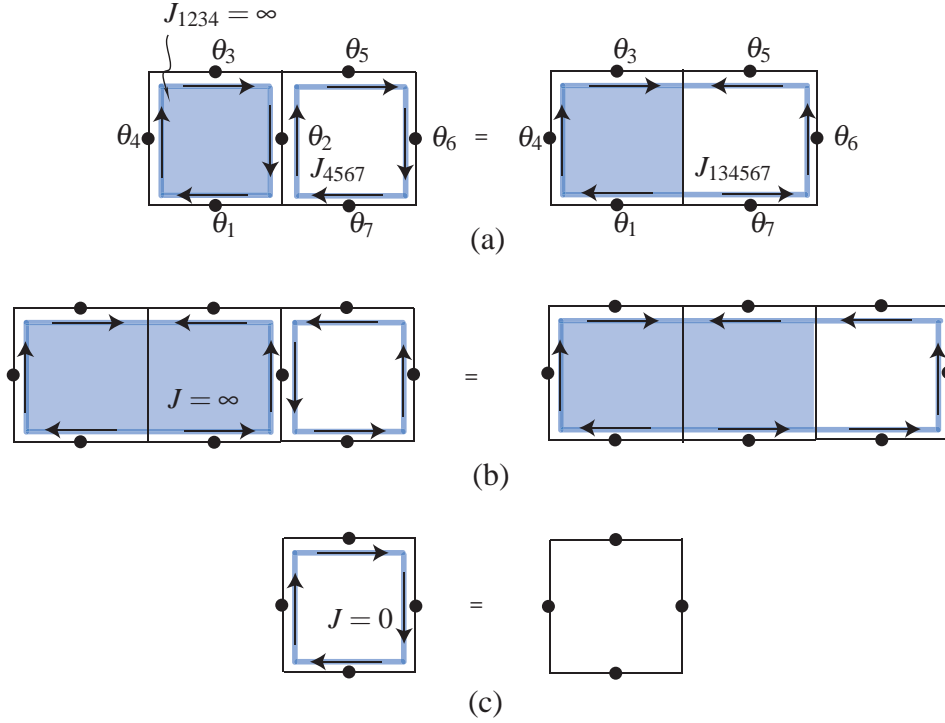 J₁₂₃₄ = ∞
θ₃ θ₅ θ₃ θ₅
θ₄ θ₂ θ₆ = θ₄ θ₆
J₄₅₆₇ J₁₃₄₅₆₇
θ₁ θ₇ θ₁ θ₇
(a)
J = ∞ =
(b)
J = 0 =
(c)